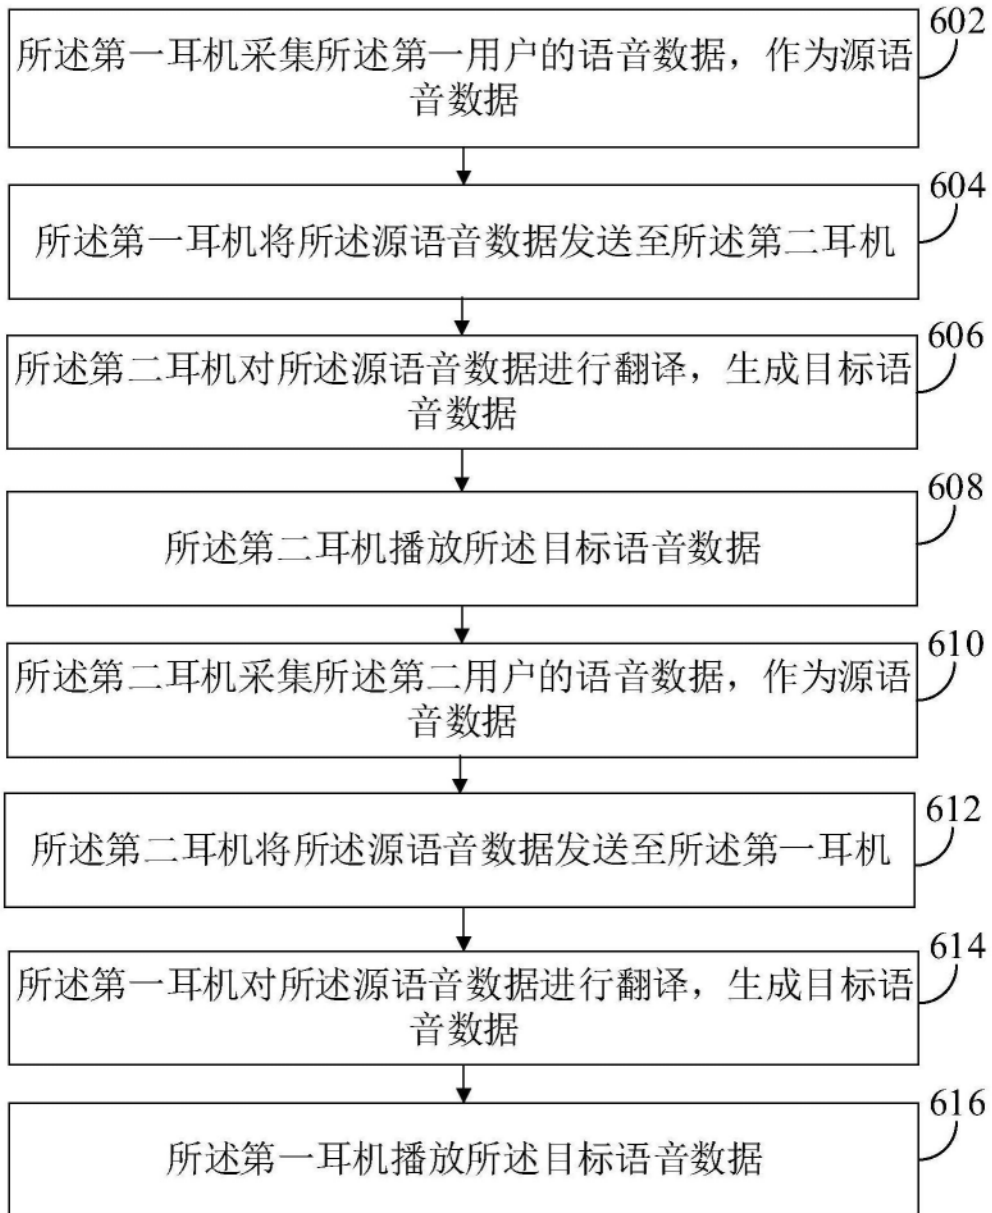 602
所述第一耳机采集所述第一用户的语音数据，作为源语
音数据
604
所述第一耳机将所述源语音数据发送至所述第二耳机
606
所述第二耳机对所述源语音数据进行翻译，生成目标语
音数据
608
所述第二耳机播放所述目标语音数据
610
所述第二耳机采集所述第二用户的语音数据，作为源语
音数据
612
所述第二耳机将所述源语音数据发送至所述第一耳机
614
所述第一耳机对所述源语音数据进行翻译，生成目标语
音数据
616
所述第一耳机播放所述目标语音数据